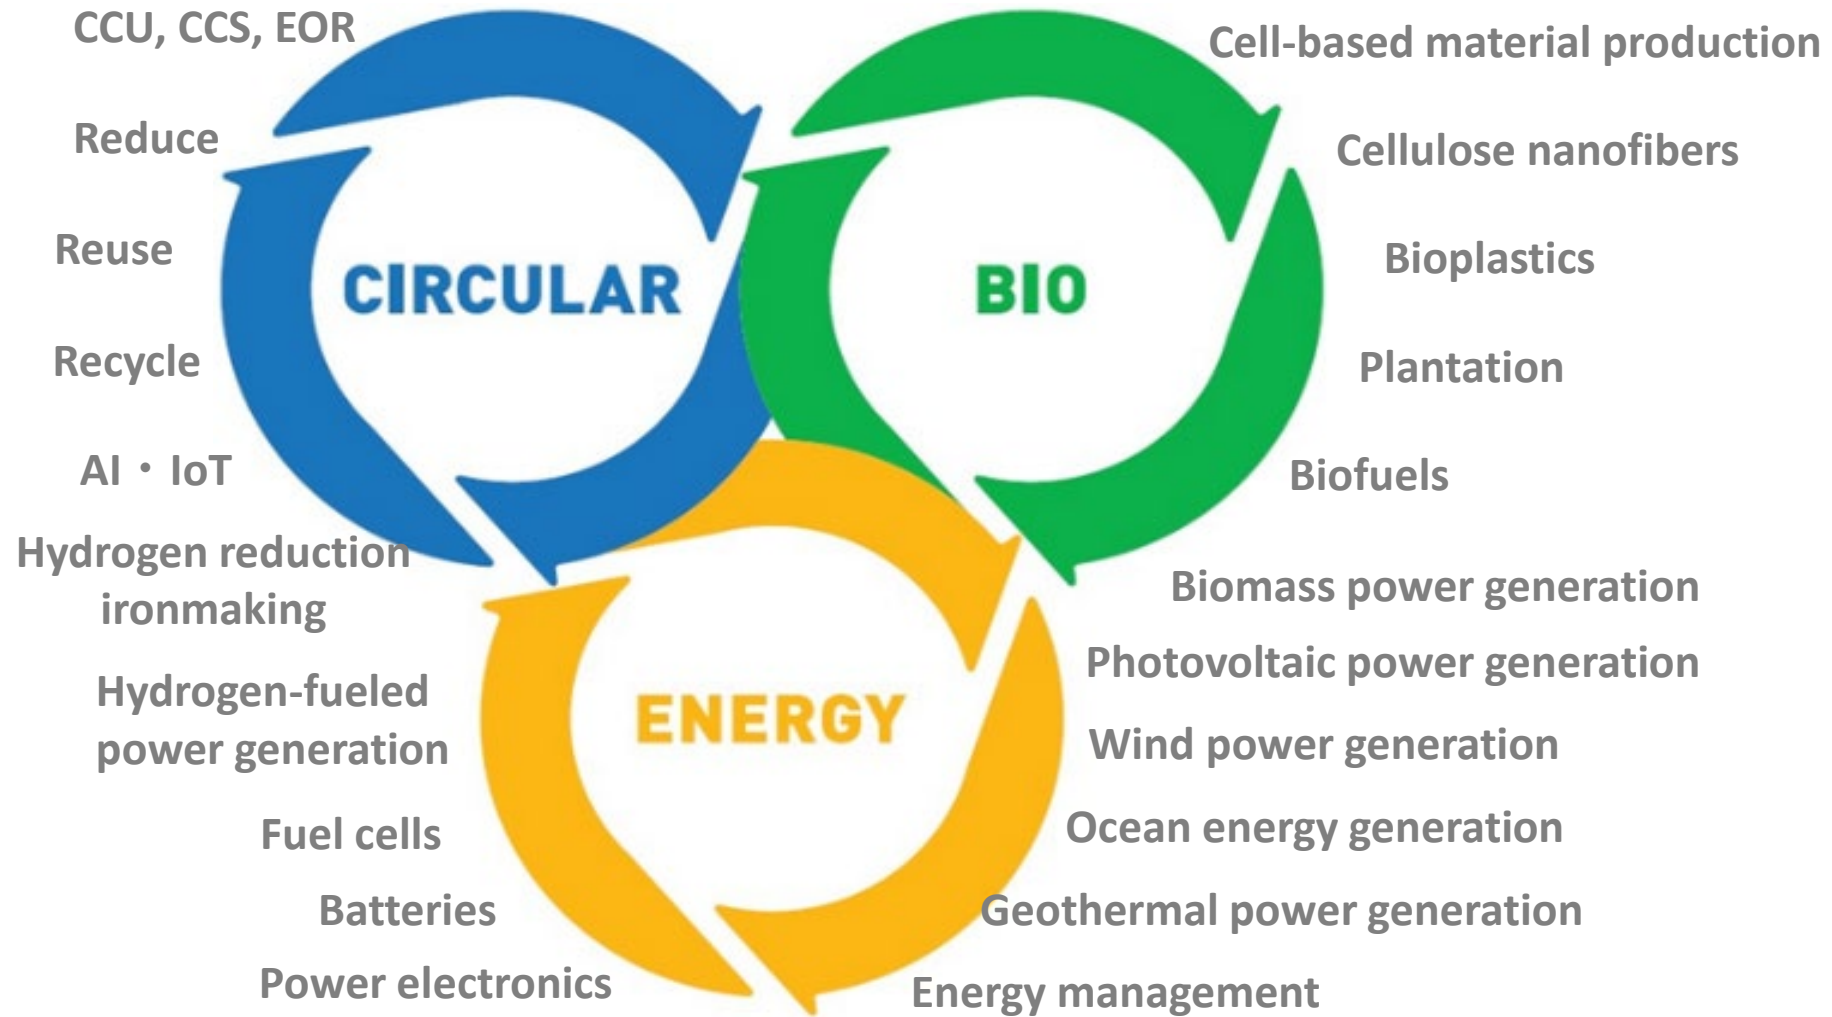 CCU, CCS, EOR
Reduce
Reuse
Recycle
AI・IoT
Hydrogen reduction
ironmaking
Hydrogen-fueled
power generation
Fuel cells
Batteries
Power electronics
CIRCULAR
BIO
ENERGY
Cell-based material production
Cellulose nanofibers
Bioplastics
Plantation
Biofuels
Biomass power generation
Photovoltaic power generation
Wind power generation
Ocean energy generation
Geothermal power generation
Energy management